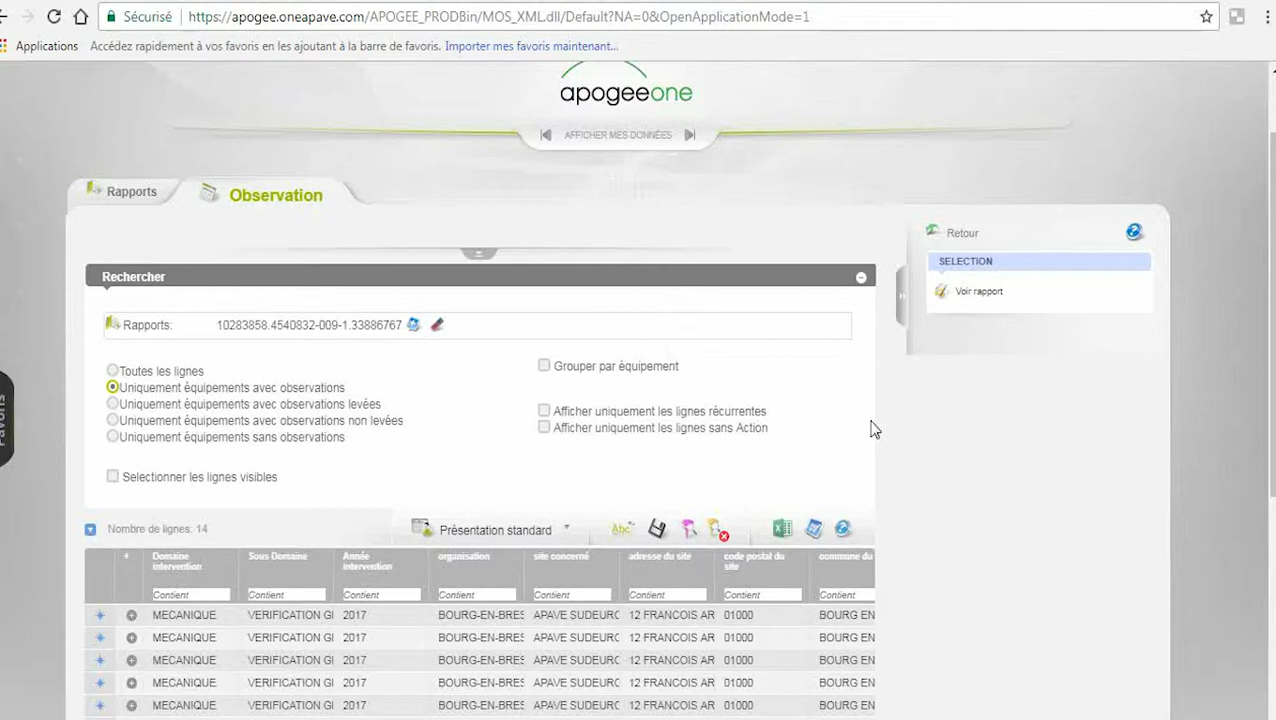 Sécurisé https://apogee.oneapave.com/APOGEE_PRODBin/MOS_XML.dll/Default?NA=0&OpenApplicationMode=1
Applications Accédez rapidement à vos favoris en les ajoutant à la barre de favoris. Importer mes favoris maintenant...
apogeeone
AFFICHER MES DONNÉES
Rapports Observation
Retour
SELECTION
Voir rapport
Rechercher
Rapports: 10283858.4540832-009-1.33886767
Toutes les lignes
Uniquement équipements avec observations
Uniquement équipements avec observations levées
Uniquement équipements avec observations non levées
Uniquement équipements sans observations
Grouper par équipement
Afficher uniquement les lignes récurrentes
Afficher uniquement les lignes sans Action
Selectionner les lignes visibles
Favoris
Nombre de lignes: 14 Présentation standard Abc
Domaine intervention Sous Domaine Année intervention organisation site concerné adresse du site code postal du site commune du
Contient Contient Contient Contient Contient Contient Contient Contient
MECANIQUE VERIFICATION GI 2017 BOURG-EN-BRES APAVE SUDEURO 12 FRANCOIS AR 01000 BOURG EN
MECANIQUE VERIFICATION GI 2017 BOURG-EN-BRES APAVE SUDEURO 12 FRANCOIS AR 01000 BOURG EN
MECANIQUE VERIFICATION GI 2017 BOURG-EN-BRES APAVE SUDEURO 12 FRANCOIS AR 01000 BOURG EN
MECANIQUE VERIFICATION GI 2017 BOURG-EN-BRES APAVE SUDEURO 12 FRANCOIS AR 01000 BOURG EN
MECANIQUE VERIFICATION GI 2017 BOURG-EN-BRES APAVE SUDEURO 12 FRANCOIS AR 01000 BOURG EN